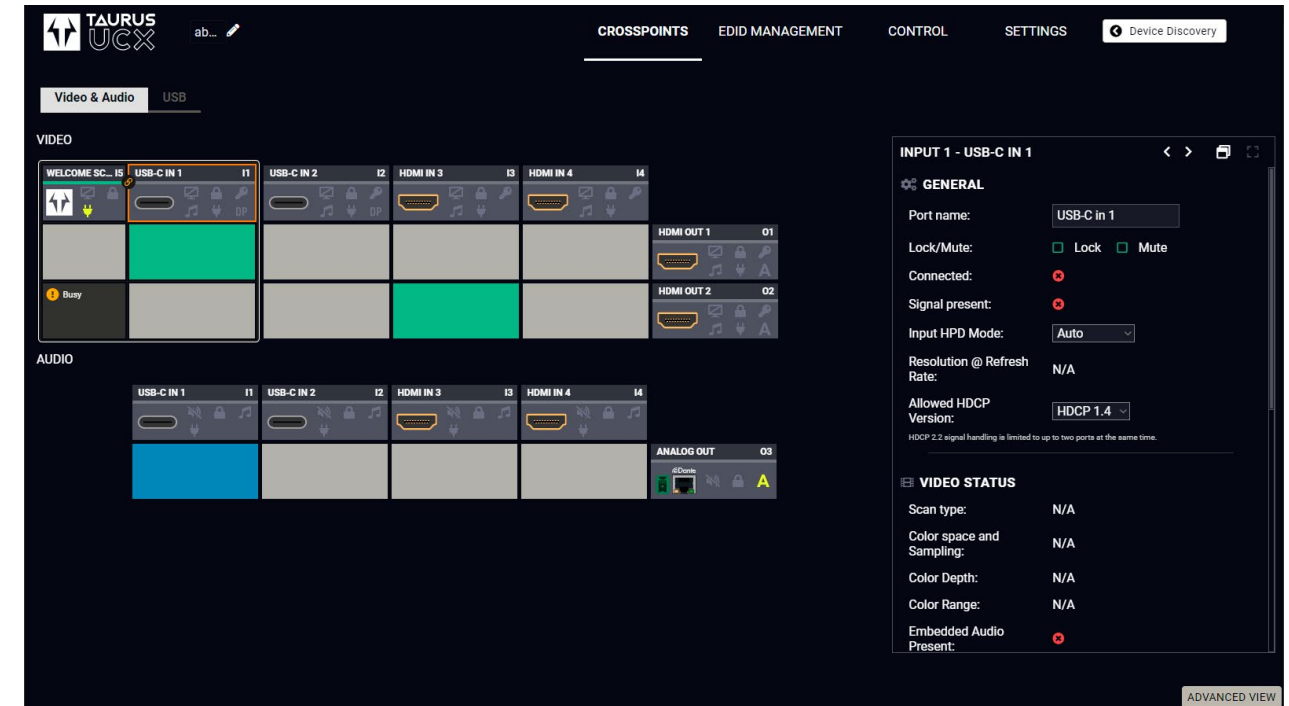 TAURUS
UCX
ab...
CROSSPOINTS
EDID MANAGEMENT
CONTROL
SETTINGS
Device Discovery
Video & Audio
USB
VIDEO
WELCOME SC... I5
USB-C IN 1 I1
USB-C IN 2 I2
HDMI IN 3 I3
HDMI IN 4 I4
DP
DP
HDMI OUT 1 O1
A
Busy
HDMI OUT 2 O2
A
AUDIO
USB-C IN 1 I1
USB-C IN 2 I2
HDMI IN 3 I3
HDMI IN 4 I4
ANALOG OUT O3
Dante
A
INPUT 1 - USB-C IN 1
GENERAL
Port name: USB-C in 1
Lock/Mute: Lock Mute
Connected:
Signal present:
Input HPD Mode: Auto
Resolution @ Refresh
Rate: N/A
Allowed HDCP
Version: HDCP 1.4
HDCP 2.2 signal handling is limited to up to two ports at the same time.
VIDEO STATUS
Scan type: N/A
Color space and
Sampling: N/A
Color Depth: N/A
Color Range: N/A
Embedded Audio
Present:
ADVANCED VIEW